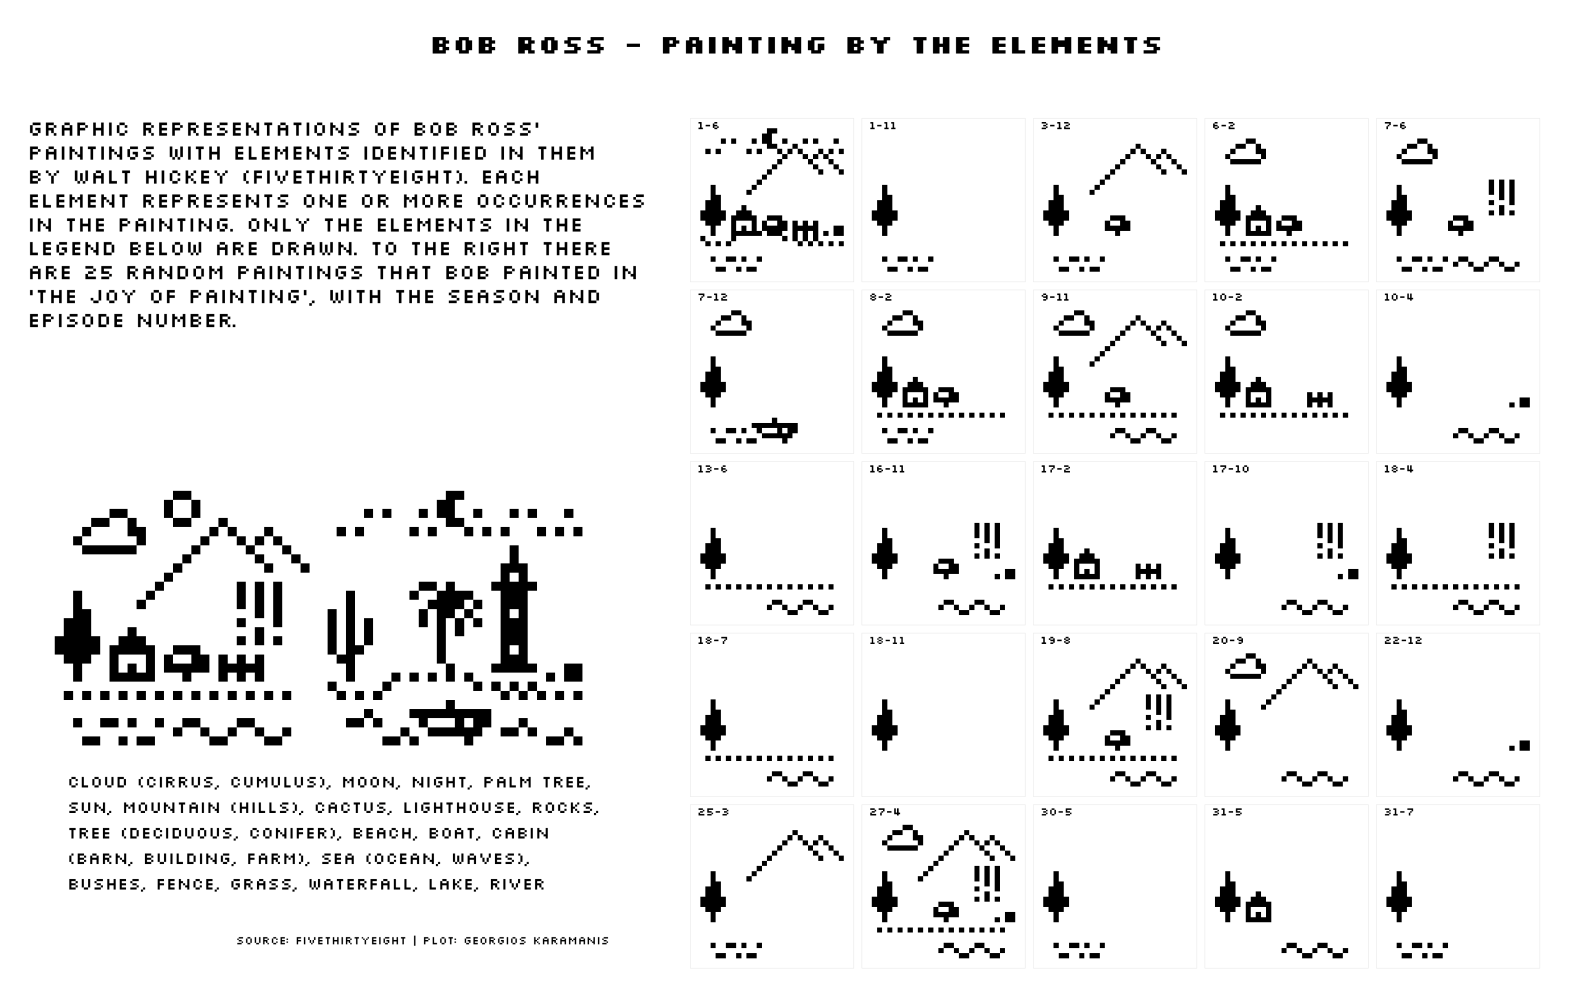 BOB ROSS - PAINTING BY THE ELEMENTS
GRAPHIC REPRESENTATIONS OF BOB ROSS'
PAINTINGS WITH ELEMENTS IDENTIFIED IN THEM
BY WALT HICKEY (FIVETHIRTYEIGHT). EACH
ELEMENT REPRESENTS ONE OR MORE OCCURRENCES
IN THE PAINTING. ONLY THE ELEMENTS IN THE
LEGEND BELOW ARE DRAWN. TO THE RIGHT THERE
ARE 25 RANDOM PAINTINGS THAT BOB PAINTED IN
'THE JOY OF PAINTING', WITH THE SEASON AND
EPISODE NUMBER.
CLOUD (CIRRUS, CUMULUS), MOON, NIGHT, PALM TREE,
SUN, MOUNTAIN (HILLS), CACTUS, LIGHTHOUSE, ROCKS,
TREE (DECIDUOUS, CONIFER), BEACH, BOAT, CABIN
(BARN, BUILDING, FARM), SEA (OCEAN, WAVES),
BUSHES, FENCE, GRASS, WATERFALL, LAKE, RIVER
SOURCE: FIVETHIRTYEIGHT | PLOT: GEORGIOS KARAMANIS
1-6
1-11
3-12
6-2
7-6
7-12
8-2
9-11
10-2
10-4
13-6
16-11
17-2
17-10
18-4
18-7
18-11
19-8
20-9
22-12
25-3
27-4
30-5
31-5
31-7